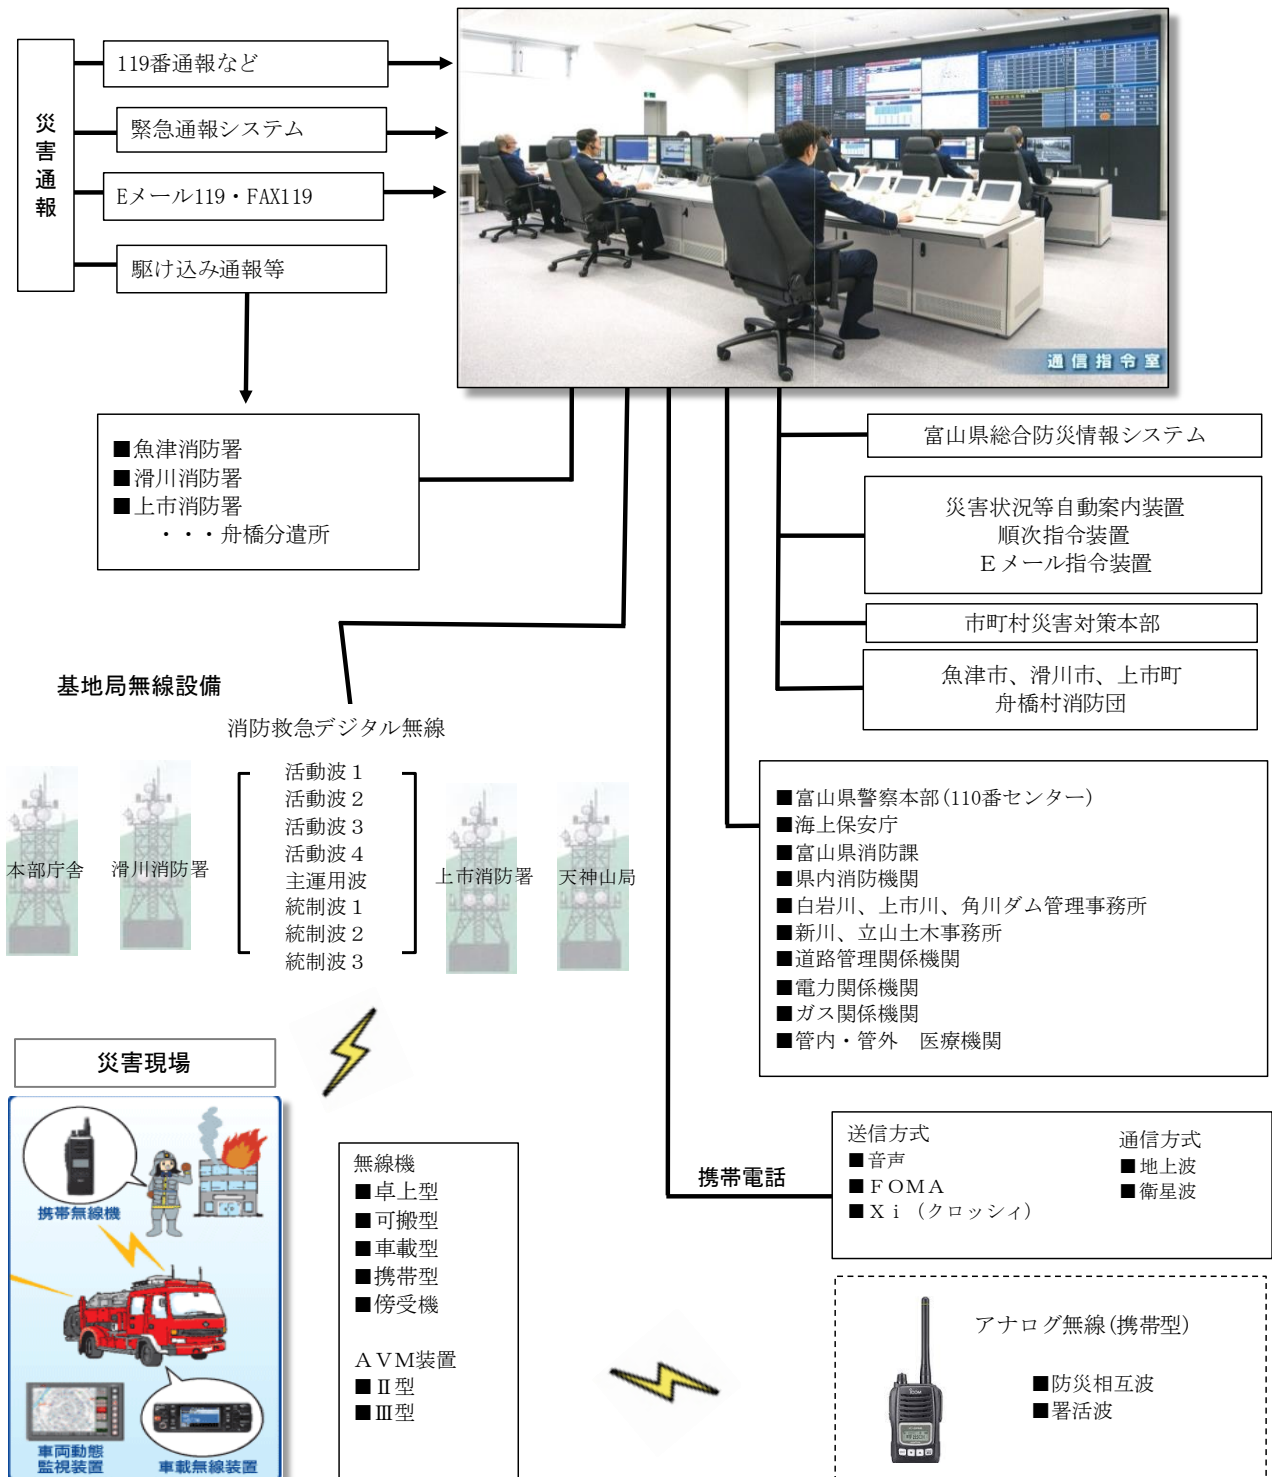 災害通報
119番通報など
緊急通報システム
Eメール119・FAX119
駆け込み通報等
通信指令室
■魚津消防署
■滑川消防署
■上市消防署
・・・舟橋分遣所
富山県総合防災情報システム
災害状況等自動案内装置
順次指令装置
Eメール指令装置
市町村災害対策本部
魚津市、滑川市、上市町
舟橋村消防団
基地局無線設備
消防救急デジタル無線
活動波1
活動波2
活動波3
活動波4
主運用波
統制波1
統制波2
統制波3
本部庁舎
滑川消防署
上市消防署
天神山局
■富山県警察本部(110番センター)
■海上保安庁
■富山県消防課
■県内消防機関
■白岩川、上市川、角川ダム管理事務所
■新川、立山土木事務所
■道路管理関係機関
■電力関係機関
■ガス関係機関
■管内・管外　医療機関
災害現場
携帯無線機
車両動態
監視装置
車載無線装置
無線機
■卓上型
■可搬型
■車載型
■携帯型
■傍受機
AVM装置
■Ⅱ型
■Ⅲ型
携帯電話
送信方式
■音声
■FOMA
■Xi（クロッシィ）
通信方式
■地上波
■衛星波
アナログ無線(携帯型)
■防災相互波
■署活波
ICOM